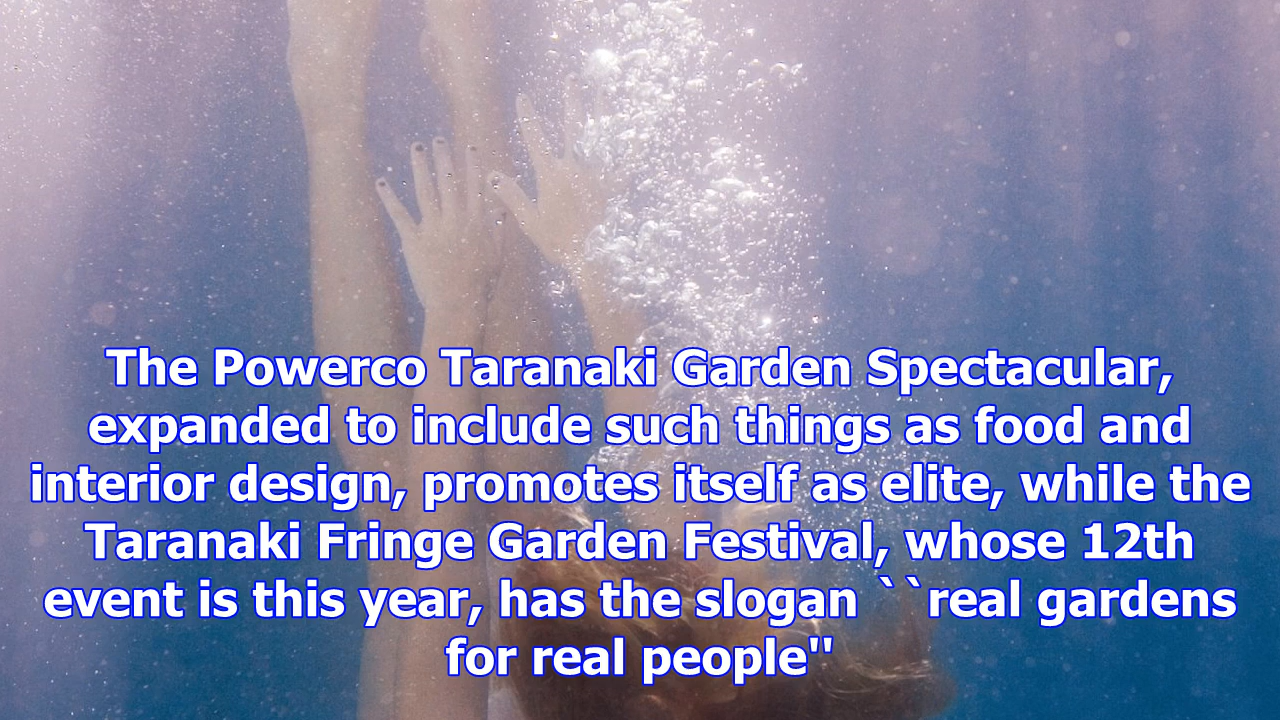 The Powerco Taranaki Garden Spectacular,
expanded to include such things as food and
interior design, promotes itself as elite, while the
Taranaki Fringe Garden Festival, whose 12th
event is this year, has the slogan ``real gardens
for real people''